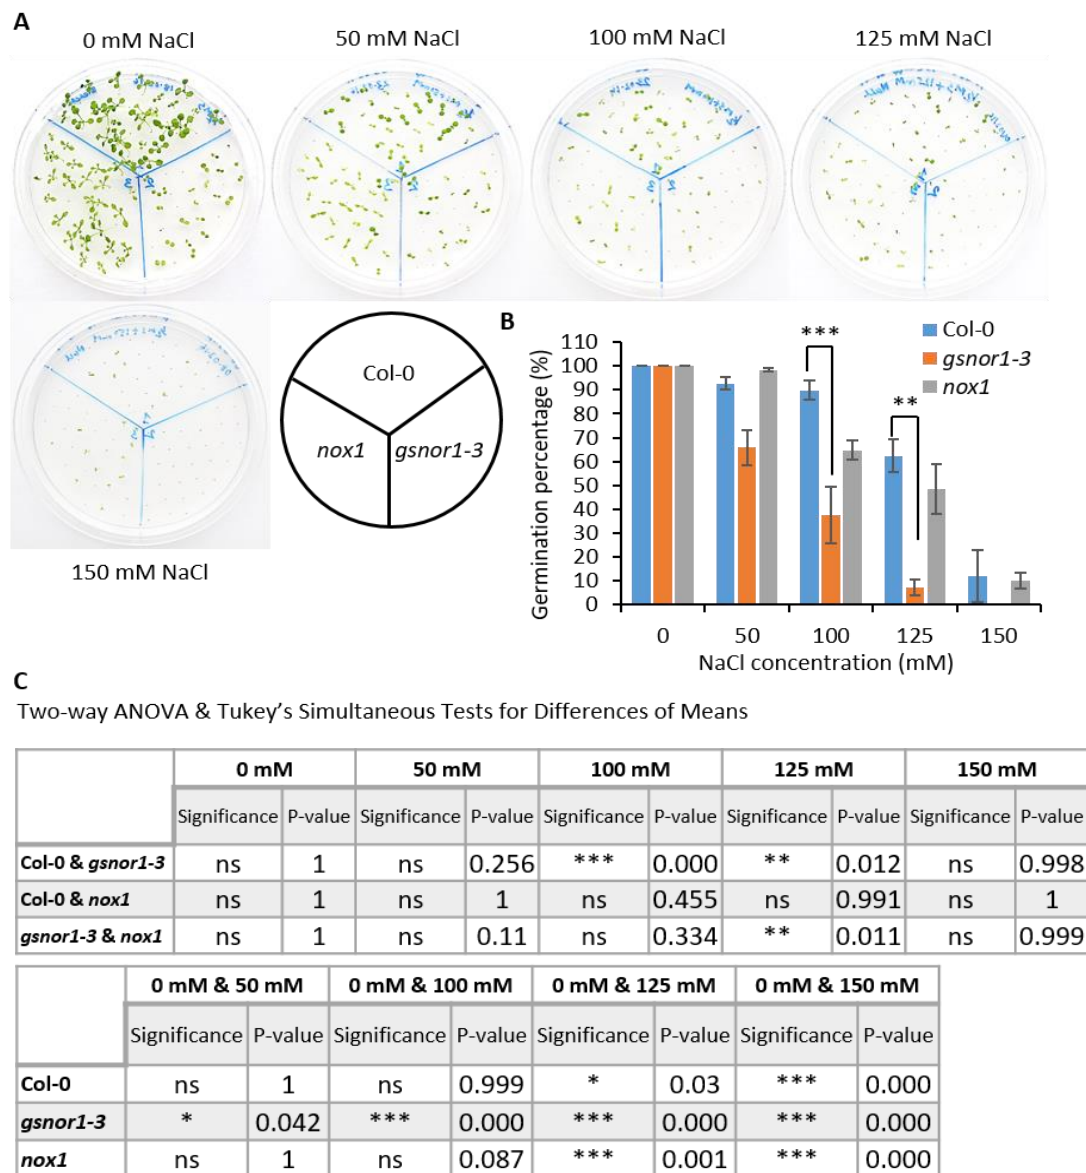 A
0 mM NaCl
50 mM NaCl
100 mM NaCl
125 mM NaCl
150 mM NaCl
Col-0
nox1
gsnor1-3
B
Germination percentage (%)
110
100
90
80
70
60
50
40
30
20
10
0
***
**
Col-0
gsnor1-3
nox1
0 50 100 125 150
NaCl concentration (mM)
C
Two-way ANOVA & Tukey's Simultaneous Tests for Differences of Means
0 mM 50 mM 100 mM 125 mM 150 mM
Significance P-value Significance P-value Significance P-value Significance P-value Significance P-value
Col-0 & gsnor1-3 ns 1 ns 0.256 *** 0.000 ** 0.012 ns 0.998
Col-0 & nox1 ns 1 ns 1 ns 0.455 ns 0.991 ns 1
gsnor1-3 & nox1 ns 1 ns 0.11 ns 0.334 ** 0.011 ns 0.999
0 mM & 50 mM 0 mM & 100 mM 0 mM & 125 mM 0 mM & 150 mM
Significance P-value Significance P-value Significance P-value Significance P-value
Col-0 ns 1 ns 0.999 * 0.03 *** 0.000
gsnor1-3 * 0.042 *** 0.000 *** 0.000 *** 0.000
nox1 ns 1 ns 0.087 *** 0.001 *** 0.000